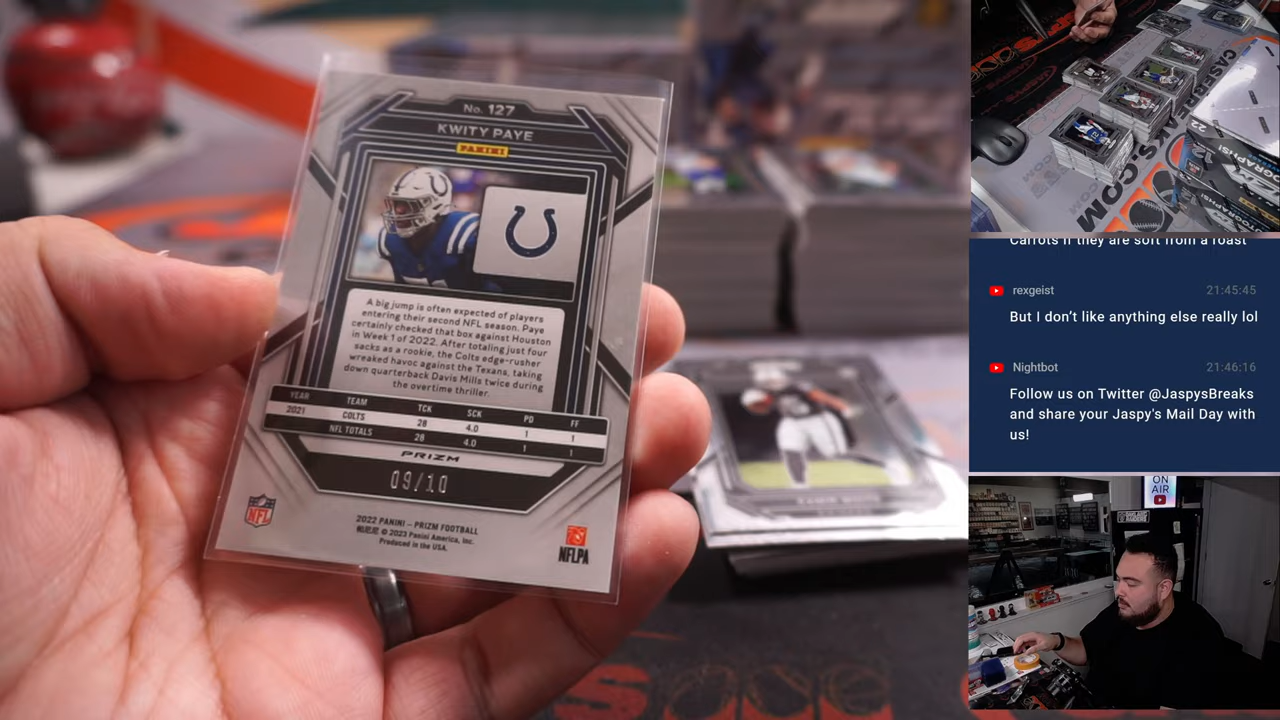 No. 127
KWITY PAYE
PANINI
A big jump is often expected of players
entering their second NFL season. Paye
certainly checked that box against Houston
in Week 1 of 2022. After totaling just four
sacks as a rookie, the Colts edge-rusher
wreaked havoc against the Texans, taking
down quarterback Davis Mills twice during
the overtime thriller.
YEAR TEAM TCK SCK PD FF
2021 COLTS 28 4.0 1 1
NFL TOTALS 28 4.0 1 1
PRIZM
09/10
NFL
2022 PANINI – PRIZM FOOTBALL
© 2023 Panini America, Inc.
Produced in the USA.
NFLPA
Carrots if they are soft from a roast
rexgeist 21:45:45
But I don't like anything else really lol
Nightbot 21:46:16
Follow us on Twitter @JaspysBreaks
and share your Jaspy's Mail Day with
us!
ON
AIR